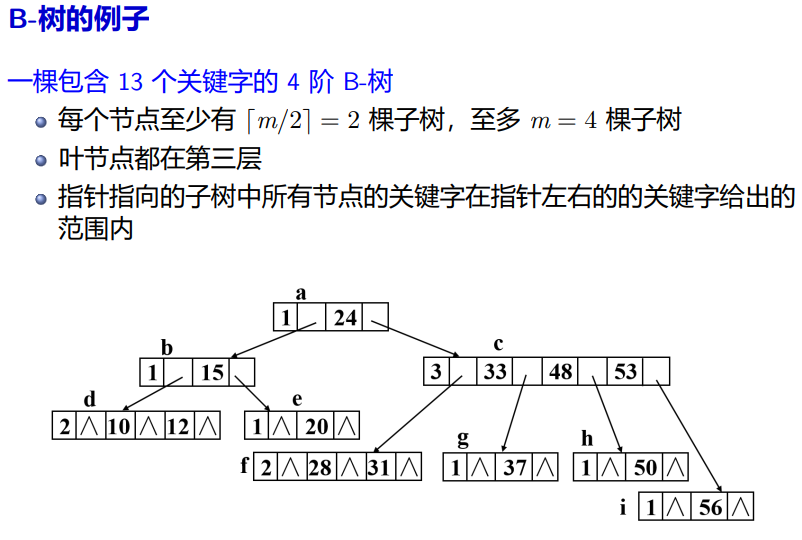 B-树的例子
一棵包含 13 个关键字的 4 阶 B-树
每个节点至少有 ⌈m/2⌉ = 2 棵子树，至多 m = 4 棵子树
叶节点都在第三层
指针指向的子树中所有节点的关键字在指针左右的的关键字给出的
范围内
a
1 24
b
1 15
c
3 33 48 53
d
2 ∧ 10 ∧ 12 ∧
e
1 ∧ 20 ∧
f 2 ∧ 28 ∧ 31 ∧
g
1 ∧ 37 ∧
h
1 ∧ 50 ∧
i 1 ∧ 56 ∧